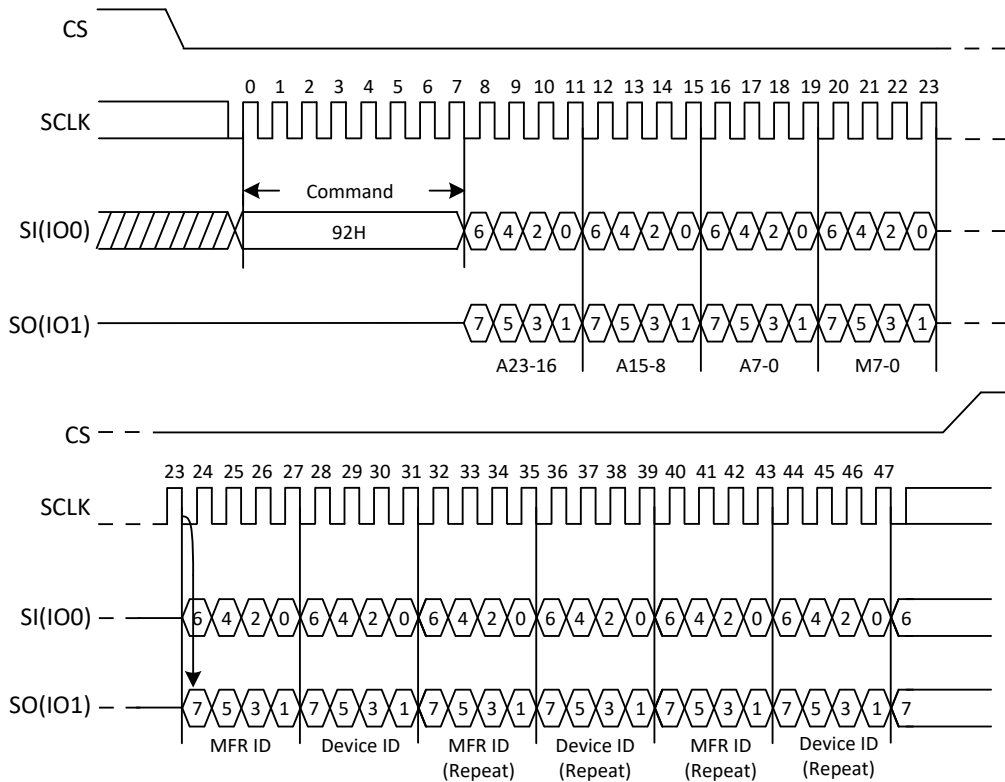 CS
0 1 2 3 4 5 6 7 8 9 10 11 12 13 14 15 16 17 18 19 20 21 22 23
SCLK
Command
SI(IO0) 92H 6 4 2 0 6 4 2 0 6 4 2 0 6 4 2 0
SO(IO1) 7 5 3 1 7 5 3 1 7 5 3 1 7 5 3 1
A23-16 A15-8 A7-0 M7-0
CS
23 24 25 26 27 28 29 30 31 32 33 34 35 36 37 38 39 40 41 42 43 44 45 46 47
SCLK
SI(IO0) 6 4 2 0 6 4 2 0 6 4 2 0 6 4 2 0 6 4 2 0 6 4 2 0 6
SO(IO1) 7 5 3 1 7 5 3 1 7 5 3 1 7 5 3 1 7 5 3 1 7 5 3 1 7
MFR ID Device ID MFR ID Device ID MFR ID Device ID
(Repeat) (Repeat) (Repeat) (Repeat)